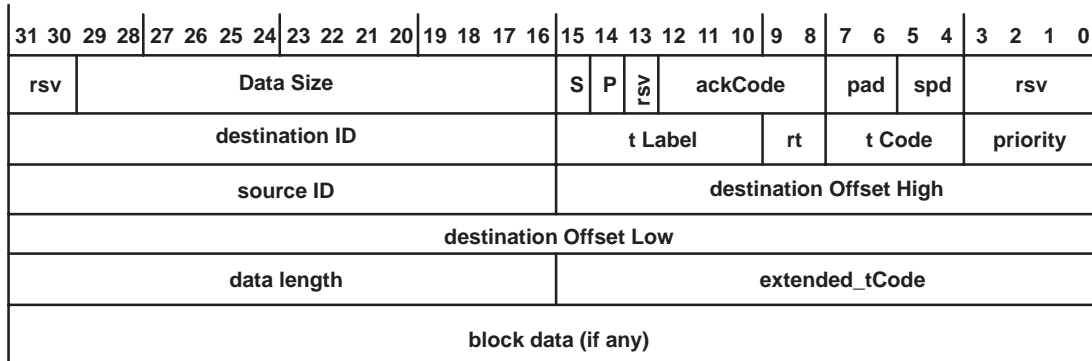 31 30 29 28 27 26 25 24 23 22 21 20 19 18 17 16 15 14 13 12 11 10 9 8 7 6 5 4 3 2 1 0
rsv Data Size S P rsv ackCode pad spd rsv
destination ID t Label rt t Code priority
source ID destination Offset High
destination Offset Low
data length extended_tCode
block data (if any)